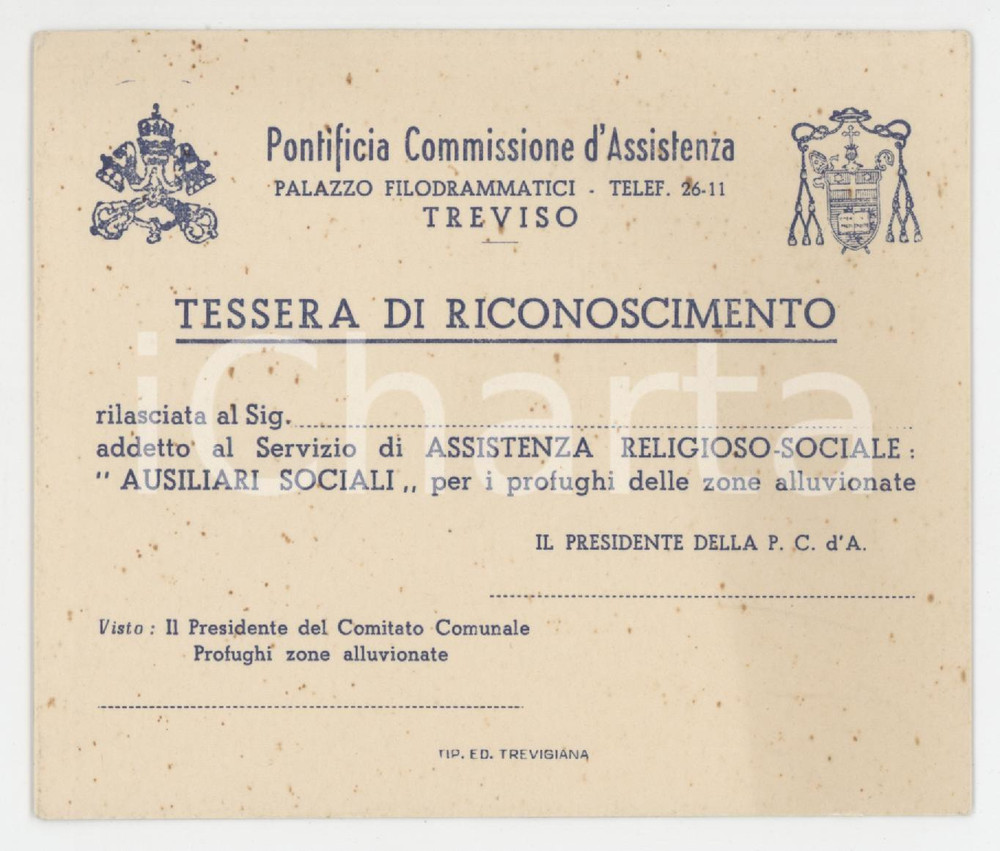 Pontificia Commissione d'Assistenza
PALAZZO FILODRAMMATICI - TELEF. 26-11
TREVISO
TESSERA DI RICONOSCIMENTO
iCharta
rilasciata al Sig.
addetto al Servizio di ASSISTENZA RELIGIOSO-SOCIALE :
" AUSILIARI SOCIALI „ per i profughi delle zone alluvionate
IL PRESIDENTE DELLA P. C. d'A.
Visto : Il Presidente del Comitato Comunale
Profughi zone alluvionate
TIP. ED. TREVIGIANA